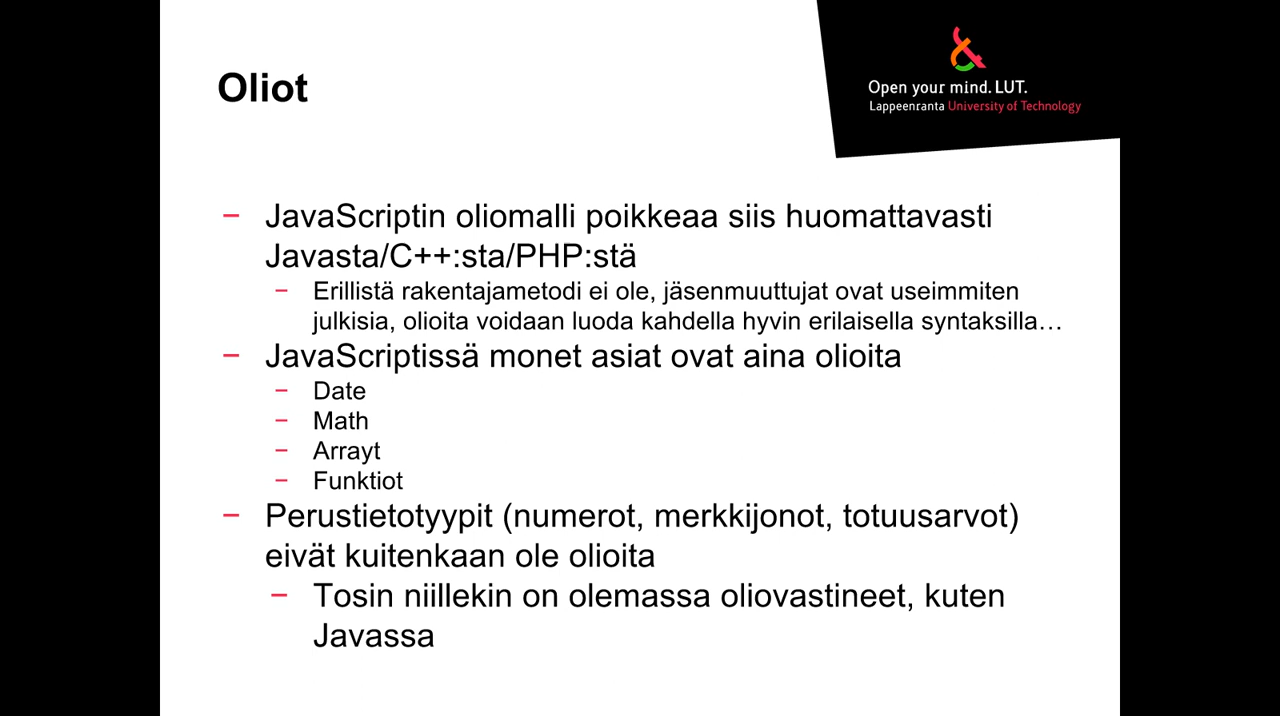 Oliot
Open your mind. LUT.
Lappeenranta University of Technology
– JavaScriptin oliomalli poikkeaa siis huomattavasti
Javasta/C++:sta/PHP:stä
– Erillistä rakentajametodi ei ole, jäsenmuuttujat ovat useimmiten
julkisia, olioita voidaan luoda kahdella hyvin erilaisella syntaksilla…
– JavaScriptissä monet asiat ovat aina olioita
– Date
– Math
– Arrayt
– Funktiot
– Perustietotyypit (numerot, merkkijonot, totuusarvot)
eivät kuitenkaan ole olioita
– Tosin niillekin on olemassa oliovastineet, kuten
Javassa